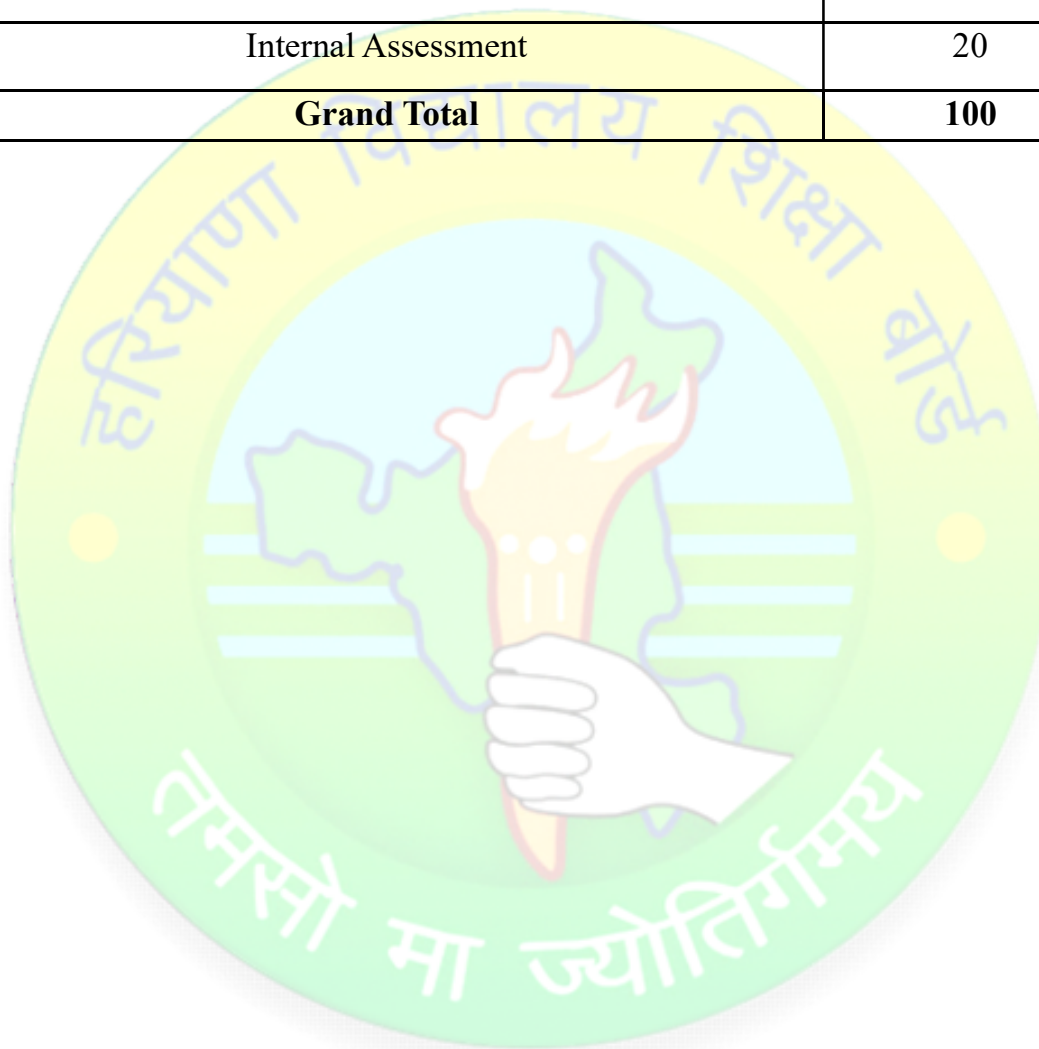 Internal Assessment 20
Grand Total 100
हरियाणा विद्यालय शिक्षा बोर्ड
तमसो मा ज्योतिर्गमय